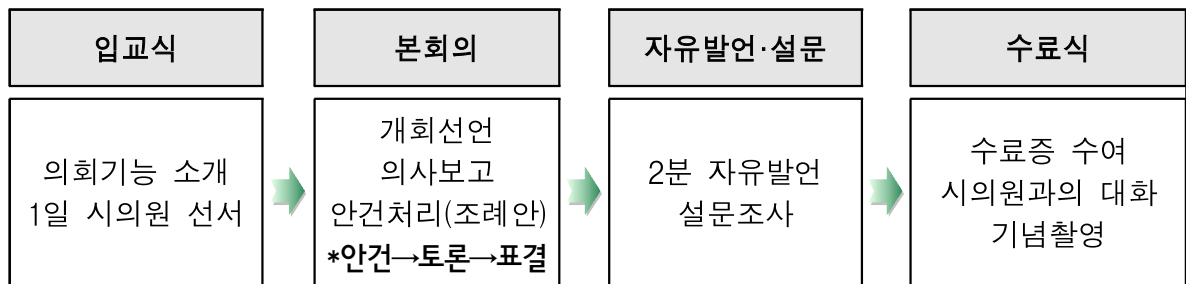 입교식
의회기능 소개
1일 시의원 선서
본회의
개회선언
의사보고
안건처리(조례안)
*안건→토론→표결
자유발언·설문
2분 자유발언
설문조사
수료식
수료증 수여
시의원과의 대화
기념촬영